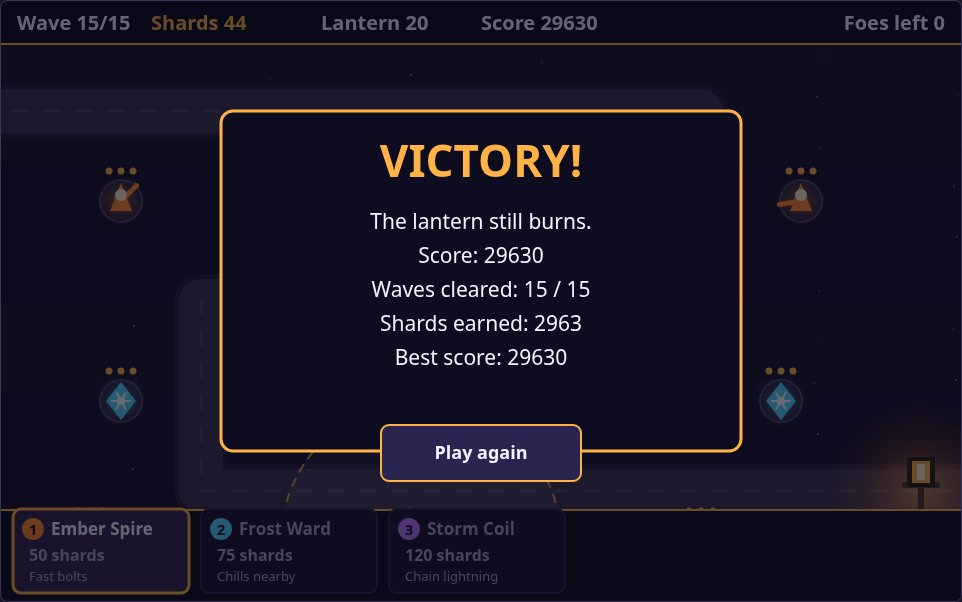 Wave 15/15 Shards 44 Lantern 20 Score 29630 Foes left 0
VICTORY!
The lantern still burns.
Score: 29630
Waves cleared: 15 / 15
Shards earned: 2963
Best score: 29630
Play again
1 Ember Spire
50 shards
Fast bolts
2 Frost Ward
75 shards
Chills nearby
3 Storm Coil
120 shards
Chain lightning